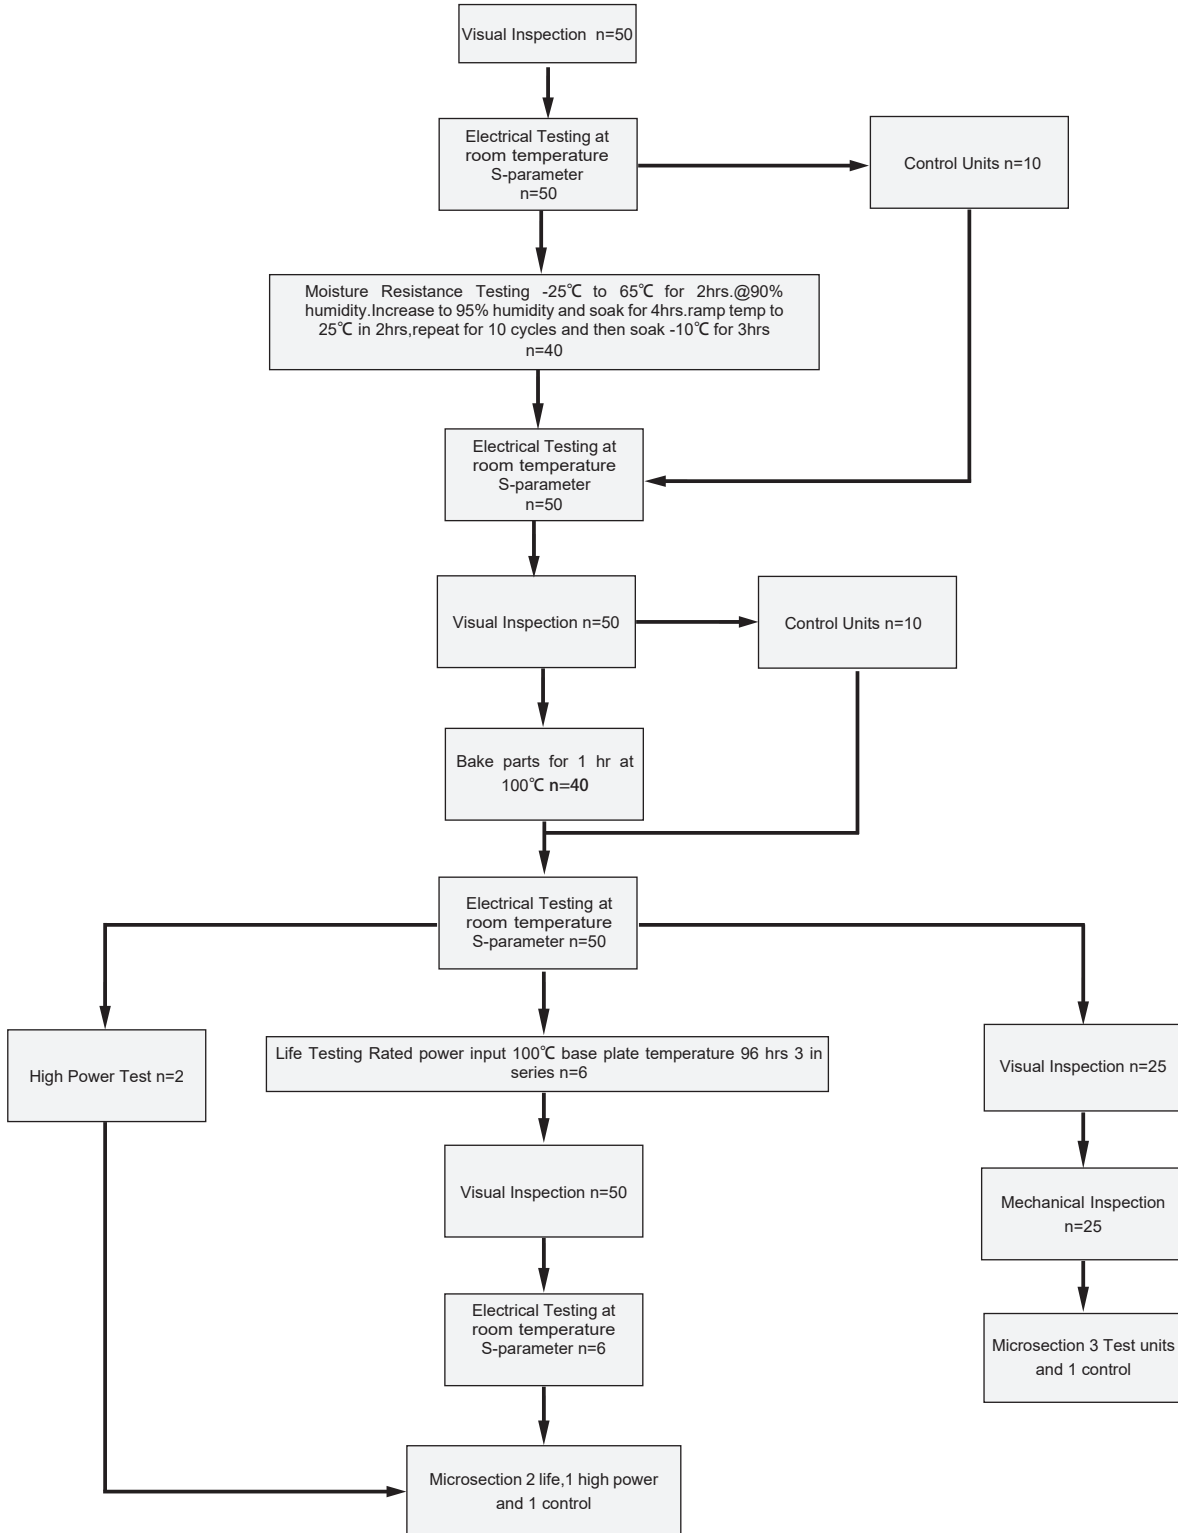 Visual Inspection n=50
Electrical Testing at
room temperature
S-parameter
n=50
Control Units n=10
Moisture Resistance Testing -25℃ to 65℃ for 2hrs.@90%
humidity.Increase to 95% humidity and soak for 4hrs.ramp temp to
25℃ in 2hrs,repeat for 10 cycles and then soak -10℃ for 3hrs
n=40
Electrical Testing at
room temperature
S-parameter
n=50
Visual Inspection n=50
Control Units n=10
Bake parts for 1 hr at
100℃ n=40
Electrical Testing at
room temperature
S-parameter n=50
High Power Test n=2
Life Testing Rated power input 100℃ base plate temperature 96 hrs 3 in
series n=6
Visual Inspection n=25
Visual Inspection n=50
Mechanical Inspection
n=25
Electrical Testing at
room temperature
S-parameter n=6
Microsection 3 Test units
and 1 control
Microsection 2 life,1 high power
and 1 control